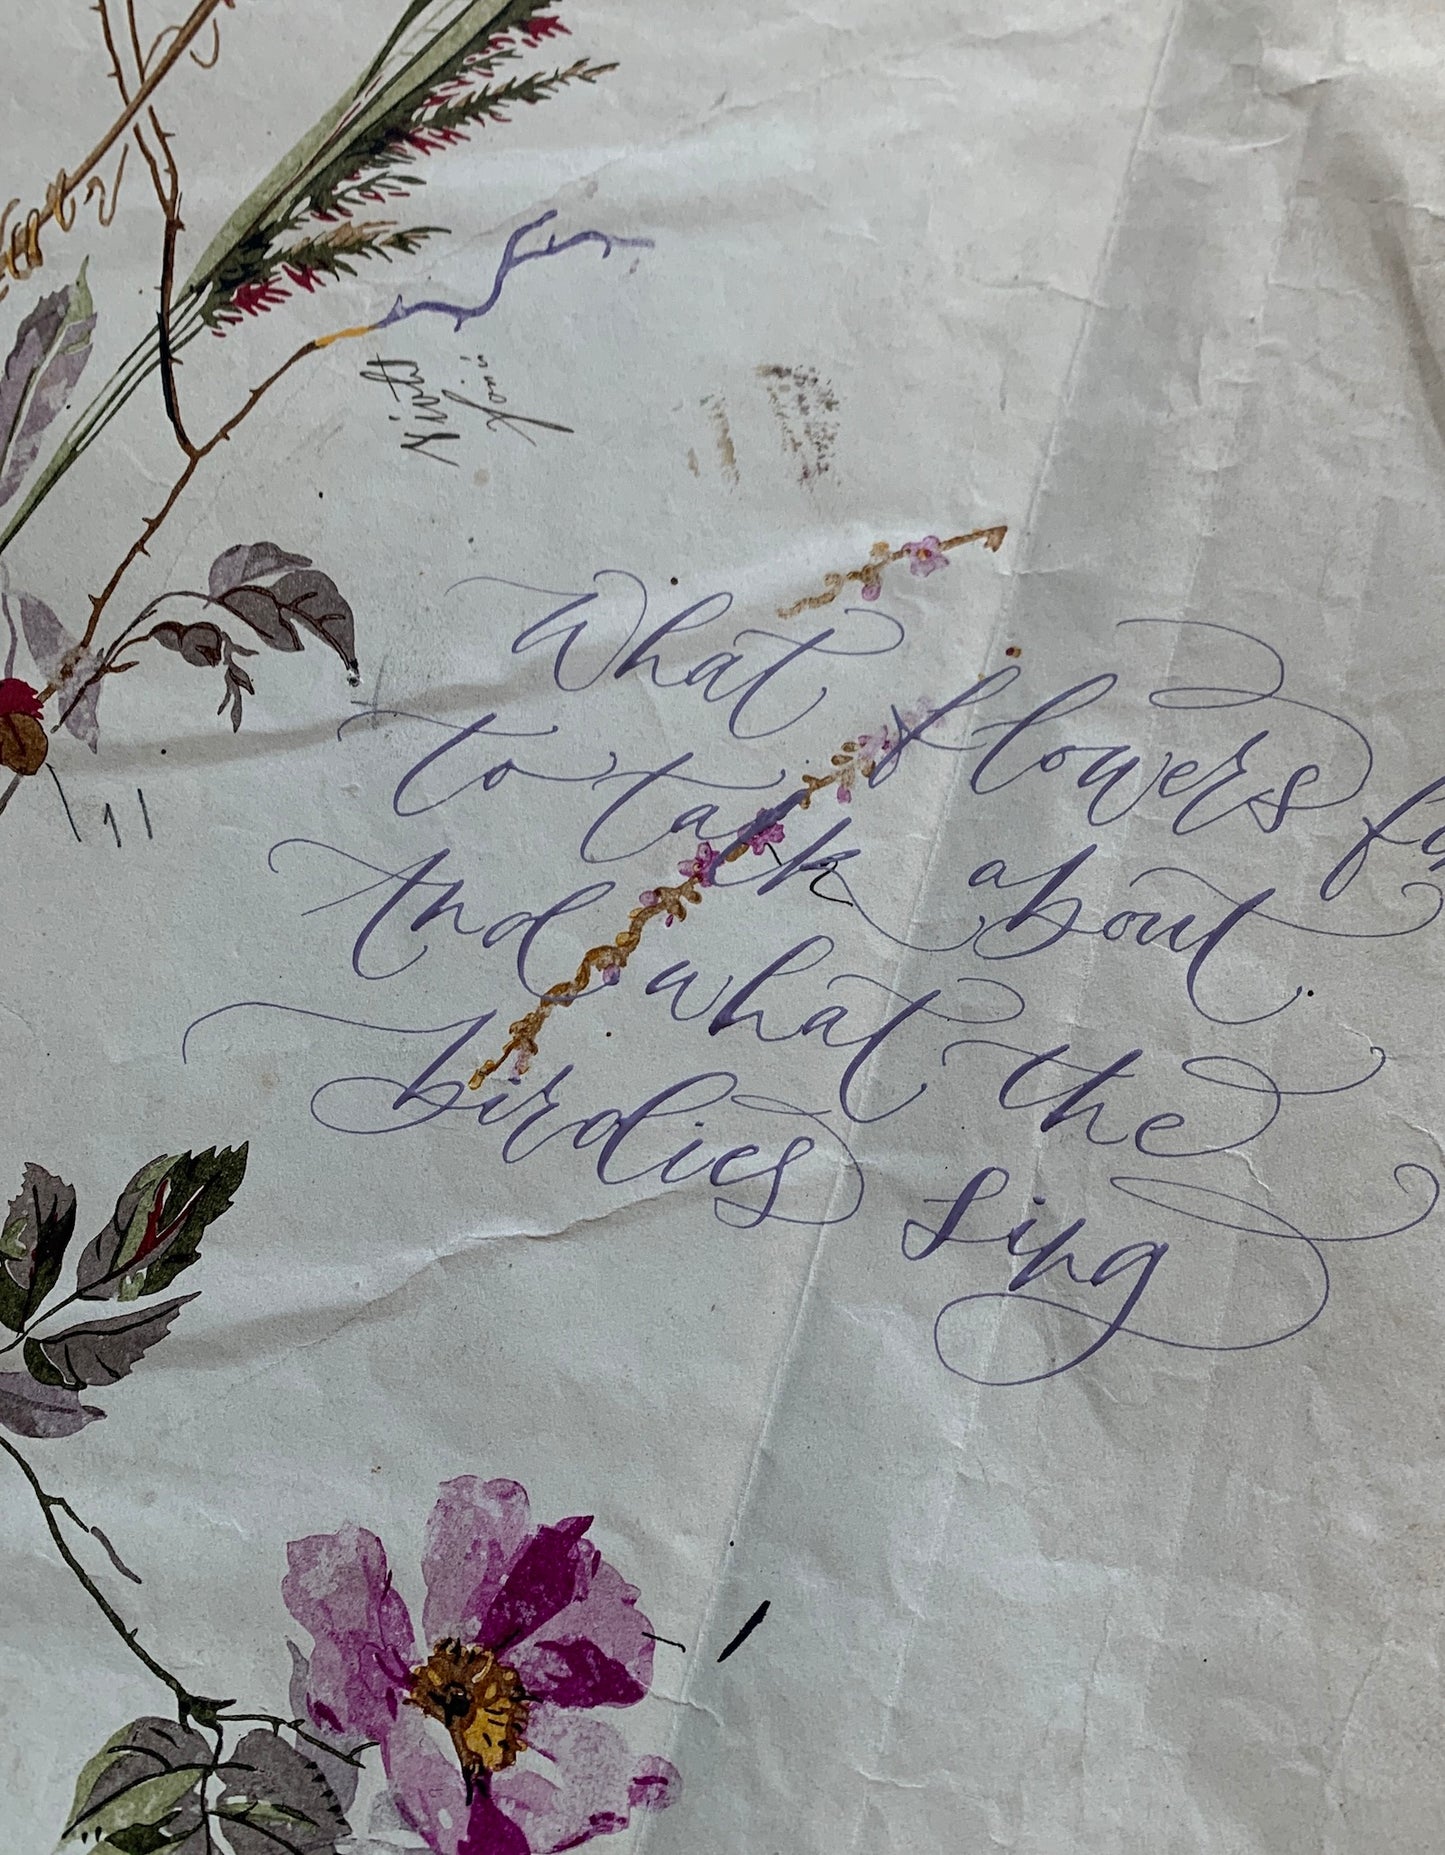 What flowers
to talk about
And what the
birdies sing